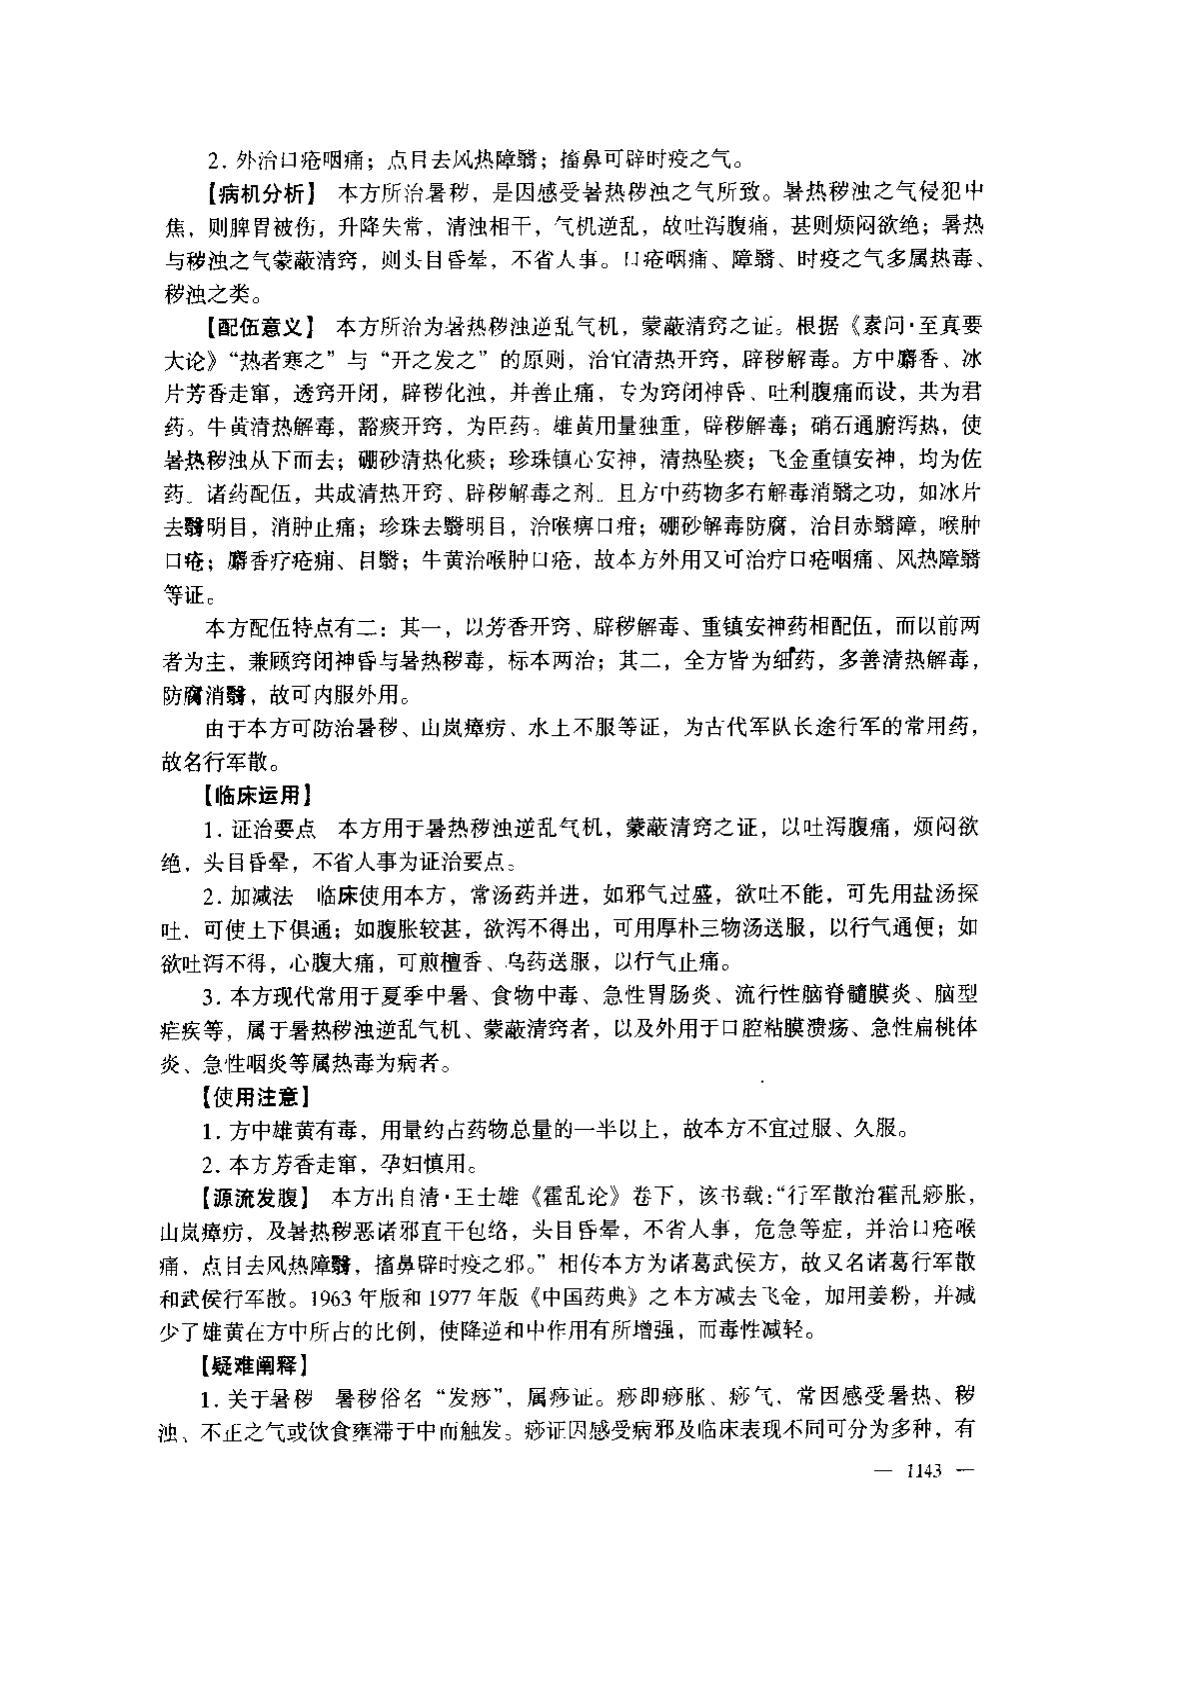 2. 外治口疮咽痛；点目去风热障翳；搐鼻可辟时疫之气。
【病机分析】 本方所治暑秽，是因感受暑热秽浊之气所致。暑热秽浊之气侵犯中
焦，则脾胃被伤，升降失常，清浊相干，气机逆乱，故吐泻腹痛，甚则烦闷欲绝；暑热
与秽浊之气蒙蔽清窍，则头目昏晕，不省人事。口疮咽痛、障翳、时疫之气多属热毒、
秽浊之类。
【配伍意义】 本方所治为暑热秽浊逆乱气机，蒙蔽清窍之证。根据《素问·至真要
大论》“热者寒之”与“开之发之”的原则，治宜清热开窍，辟秽解毒。方中麝香、冰
片芳香走窜，透窍开闭，辟秽化浊，并善止痛，专为窍闭神昏、吐利腹痛而设，共为君
药。牛黄清热解毒，豁痰开窍，为臣药。雄黄用量独重，辟秽解毒；硝石通腑泻热，使
暑热秽浊从下而去；硼砂清热化痰；珍珠镇心安神，清热坠痰；飞金重镇安神，均为佐
药。诸药配伍，共成清热开窍、辟秽解毒之剂。且方中药物多有解毒消翳之功，如冰片
去翳明目，消肿止痛；珍珠去翳明目，治喉痹口疳；硼砂解毒防腐，治目赤翳障，喉肿
口疮；麝香疗疮痈、目翳；牛黄治喉肿口疮，故本方外用又可治疗口疮咽痛、风热障翳
等证。
本方配伍特点有二：其一，以芳香开窍、辟秽解毒、重镇安神药相配伍，而以前两
者为主，兼顾窍闭神昏与暑热秽毒，标本两治；其二，全方皆为细药，多善清热解毒，
防腐消翳，故可内服外用。
由于本方可防治暑秽、山岚瘴疠、水土不服等证，为古代军队长途行军的常用药，
故名行军散。
【临床运用】
1. 证治要点 本方用于暑热秽浊逆乱气机，蒙蔽清窍之证，以吐泻腹痛，烦闷欲
绝，头目昏晕，不省人事为证治要点。
2. 加减法 临床使用本方，常汤药并进，如邪气过盛，欲吐不能，可先用盐汤探
吐，可使土下俱通；如腹胀较甚，欲泻不得出，可用厚朴三物汤送服，以行气通便；如
欲吐泻不得，心腹大痛，可煎檀香、乌药送服，以行气止痛。
3. 本方现代常用于夏季中暑、食物中毒、急性胃肠炎、流行性脑脊髓膜炎、脑型
疟疾等，属于暑热秽浊逆乱气机、蒙蔽清窍者，以及外用于口腔粘膜溃疡、急性扁桃体
炎、急性咽炎等属热毒为病者。
【使用注意】
1. 方中雄黄有毒，用量约占药物总量的一半以上，故本方不宜过服、久服。
2. 本方芳香走窜，孕妇慎用。
【源流发腹】 本方出自清·王士雄《霍乱论》卷下，该书载：“行军散治霍乱痧胀，
山岚瘴疠，及暑热秽恶诸邪直干包络，头目昏晕，不省人事，危急等症，并治口疮喉
痛，点目去风热障翳，搐鼻辟时疫之邪。”相传本方为诸葛武侯方，故又名诸葛行军散
和武侯行军散。1963 年版和 1977 年版《中国药典》之本方减去飞金，加用姜粉，并减
少了雄黄在方中所占的比例，使降逆和中作用有所增强，而毒性减轻。
【疑难阐释】
1. 关于暑秽 暑秽俗名“发痧”，属痧证。痧即痧胀、痧气，常因感受暑热、秽
浊、不正之气或饮食壅滞于中而触发。痧证因感受病邪及临床表现不同可分为多种，有
— 1143 —